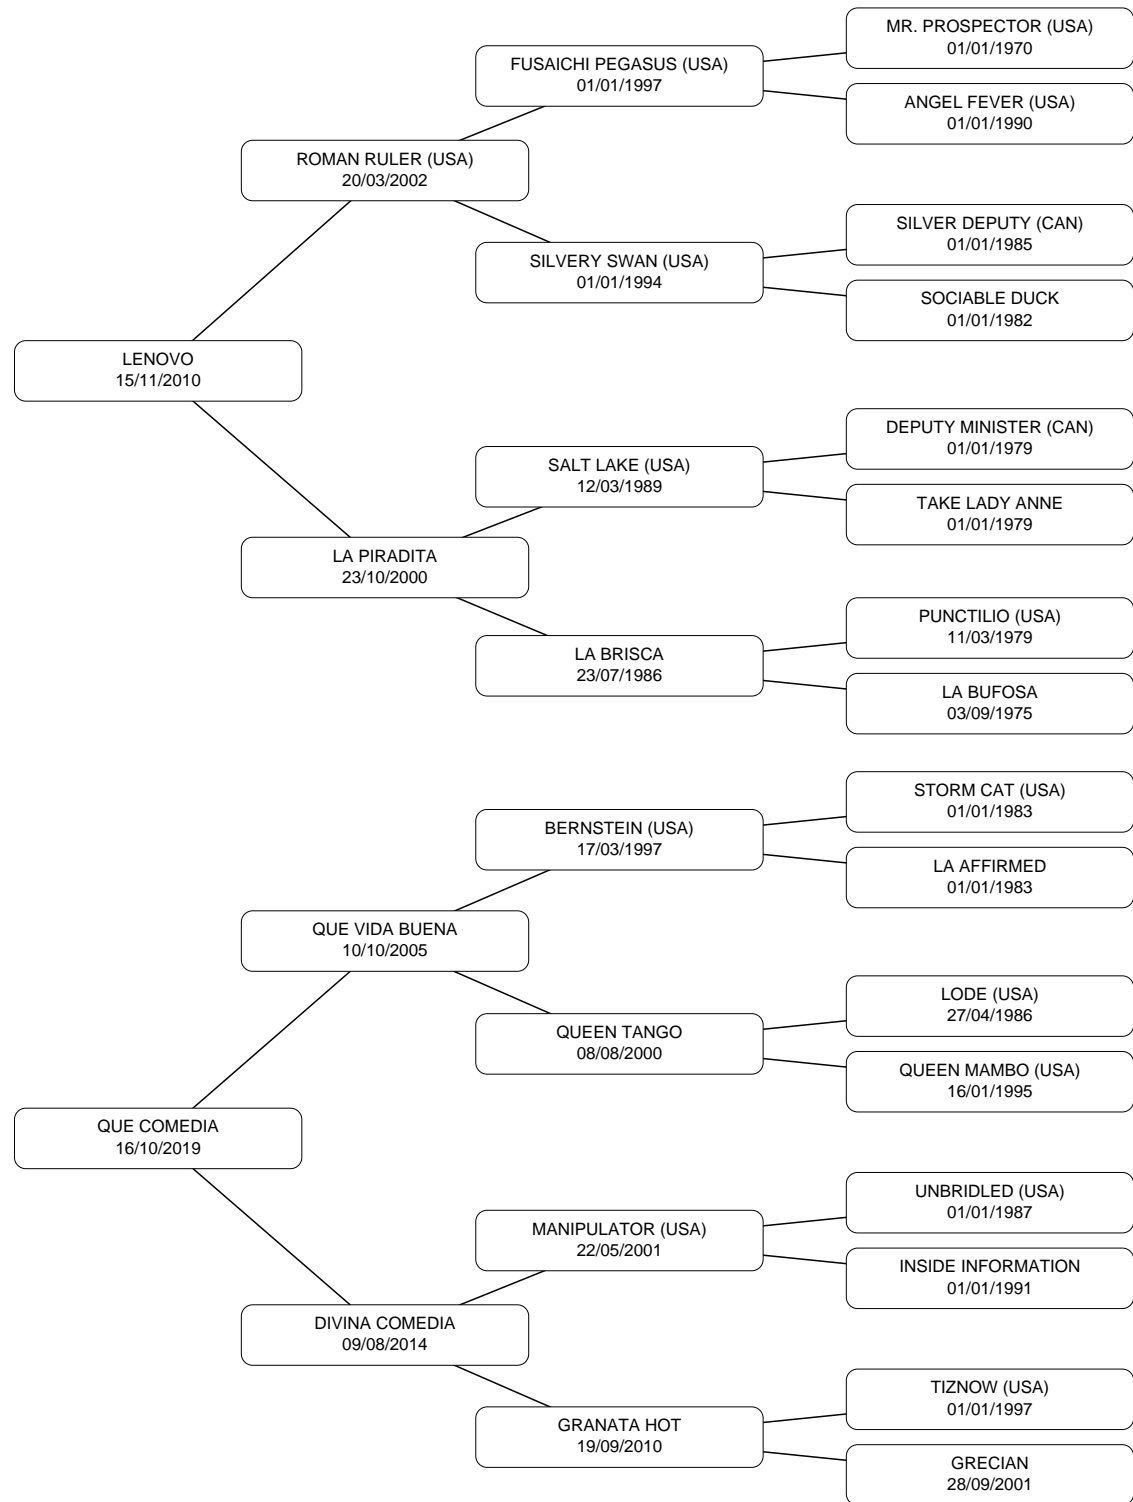 MR. PROSPECTOR (USA)
01/01/1970
FUSAICHI PEGASUS (USA)
01/01/1997
ANGEL FEVER (USA)
01/01/1990
ROMAN RULER (USA)
20/03/2002
SILVER DEPUTY (CAN)
01/01/1985
SILVERY SWAN (USA)
01/01/1994
SOCIABLE DUCK
01/01/1982
LENOVO
15/11/2010
DEPUTY MINISTER (CAN)
01/01/1979
SALT LAKE (USA)
12/03/1989
TAKE LADY ANNE
01/01/1979
LA PIRADITA
23/10/2000
PUNCTILIO (USA)
11/03/1979
LA BRISCA
23/07/1986
LA BUFOSA
03/09/1975
STORM CAT (USA)
01/01/1983
BERNSTEIN (USA)
17/03/1997
LA AFFIRMED
01/01/1983
QUE VIDA BUENA
10/10/2005
LODE (USA)
27/04/1986
QUEEN TANGO
08/08/2000
QUEEN MAMBO (USA)
16/01/1995
QUE COMEDIA
16/10/2019
UNBRIDLED (USA)
01/01/1987
MANIPULATOR (USA)
22/05/2001
INSIDE INFORMATION
01/01/1991
DIVINA COMEDIA
09/08/2014
TIZNOW (USA)
01/01/1997
GRANATA HOT
19/09/2010
GRECIAN
28/09/2001